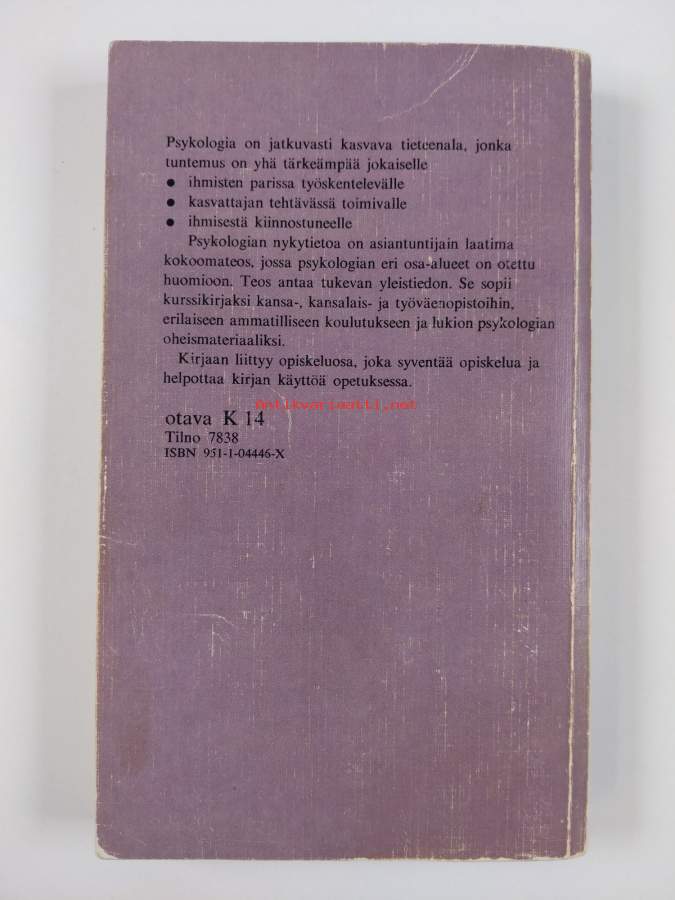 Psykologia on jatkuvasti kasvava tieteenala, jonka
tuntemus on yhä tärkeämpää jokaiselle
● ihmisten parissa työskentelevälle
● kasvattajan tehtävässä toimivalle
● ihmisestä kiinnostuneelle
Psykologian nykytietoa on asiantuntijain laatima
kokoomateos, jossa psykologian eri osa-alueet on otettu
huomioon. Teos antaa tukevan yleistiedon. Se sopii
kurssikirjaksi kansa-, kansalais- ja työväenopistoihin,
erilaiseen ammatilliseen koulutukseen ja lukion psykologian
oheismateriaaliksi.
Kirjaan liittyy opiskeluosa, joka syventää opiskelua ja
helpottaa kirjan käyttöä opetuksessa.
Antikvariaatti.net
otava K 14
Tilno 7838
ISBN 951-1-04446-X